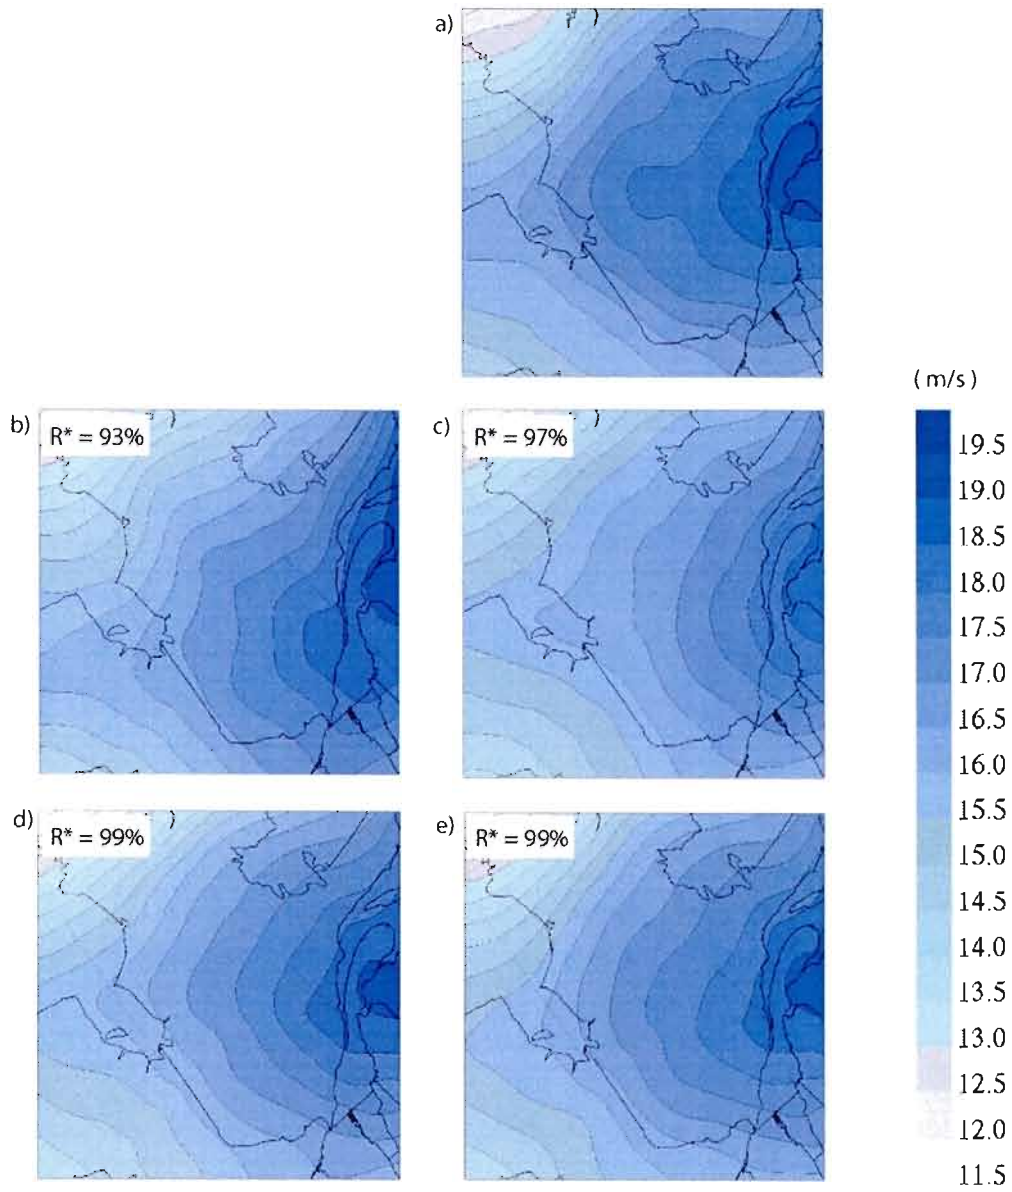 a)
b)
R* = 93%
c)
R* = 97%
d)
R* = 99%
e)
R* = 99%
( m/s )
19.5
19.0
18.5
18.0
17.5
17.0
16.5
16.0
15.5
15.0
14.5
14.0
13.5
13.0
12.5
12.0
11.5